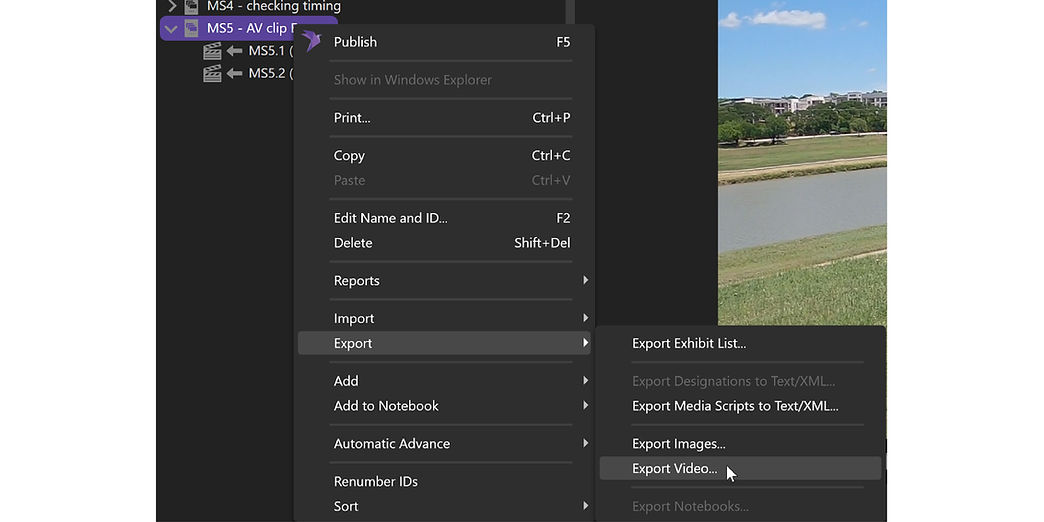 MS4 - checking timing
MS5 - AV clip
MS5.1 (
MS5.2 (
Publish F5
Show in Windows Explorer
Print... Ctrl+P
Copy Ctrl+C
Paste Ctrl+V
Edit Name and ID... F2
Delete Shift+Del
Reports
Import
Export
Add
Add to Notebook
Automatic Advance
Renumber IDs
Sort
Export Exhibit List...
Export Designations to Text/XML...
Export Media Scripts to Text/XML...
Export Images...
Export Video...
Export Notebooks...